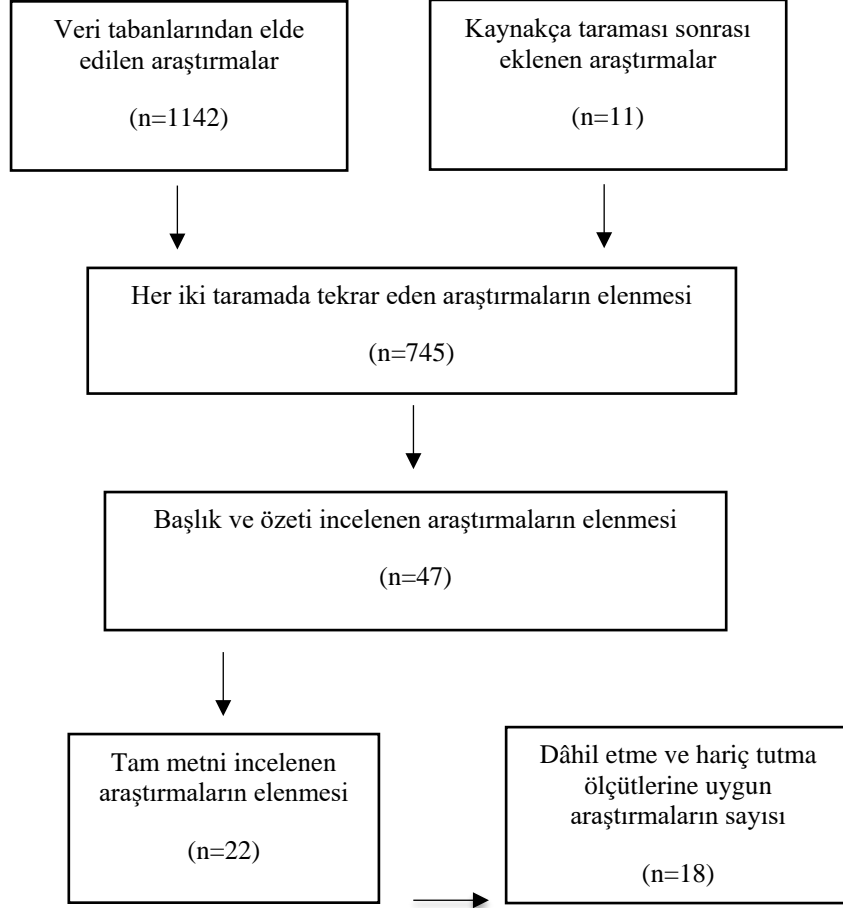 Veri tabanlarından elde
edilen araştırmalar
(n=1142)
Kaynakça taraması sonrası
eklenen araştırmalar
(n=11)
Her iki taramada tekrar eden araştırmaların elenmesi
(n=745)
Başlık ve özeti incelenen araştırmaların elenmesi
(n=47)
Tam metni incelenen
araştırmaların elenmesi
(n=22)
Dâhil etme ve hariç tutma
ölçütlerine uygun
araştırmaların sayısı
(n=18)